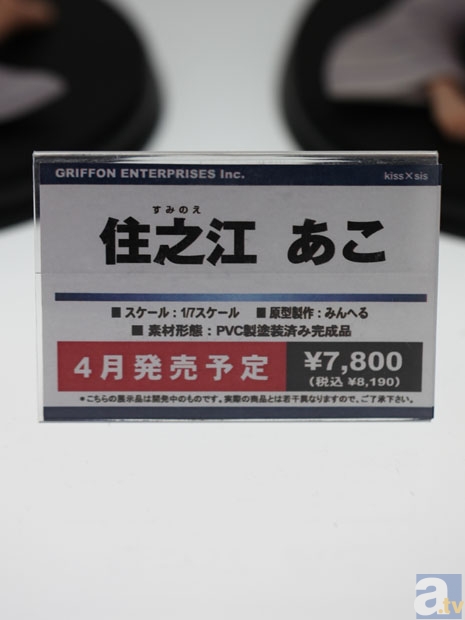 GRIFFON ENTERPRISES Inc. kiss×sis
すみのえ
住之江 あこ
■ スケール：1/7スケール ■ 原型製作：みんへる
■ 素材形態：PVC製塗装済み完成品
4月発売予定 ¥7,800
（税込 ¥8,190）
＊こちらの展示品は開発中のものです。実際の商品とは若干異なりますので、ご了承下さい。
a.tv